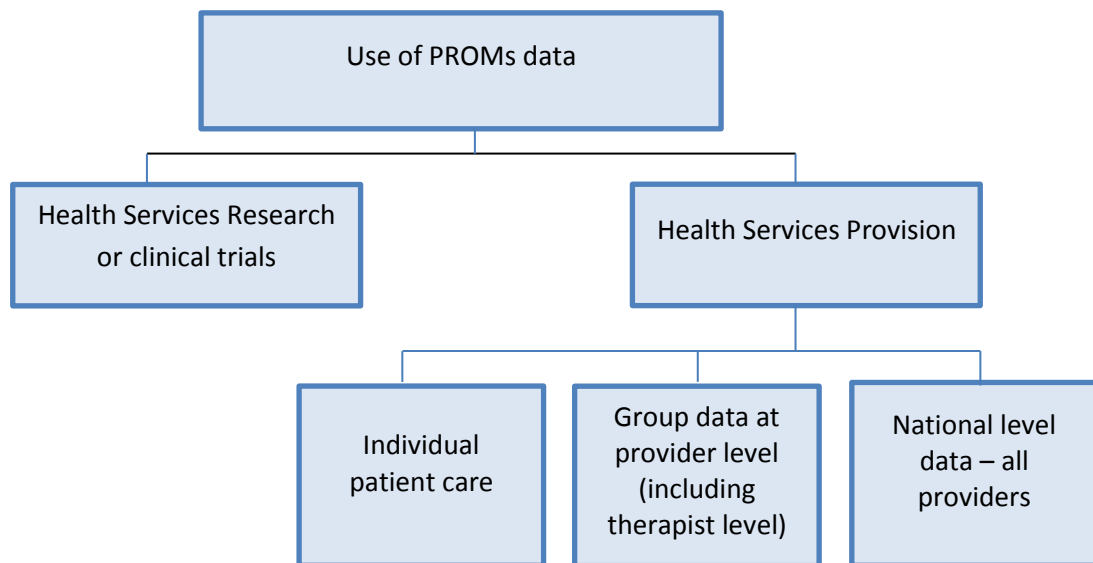 Use of PROMs data
Health Services Research
or clinical trials
Health Services Provision
Individual
patient care
Group data at
provider level
(including
therapist level)
National level
data – all
providers